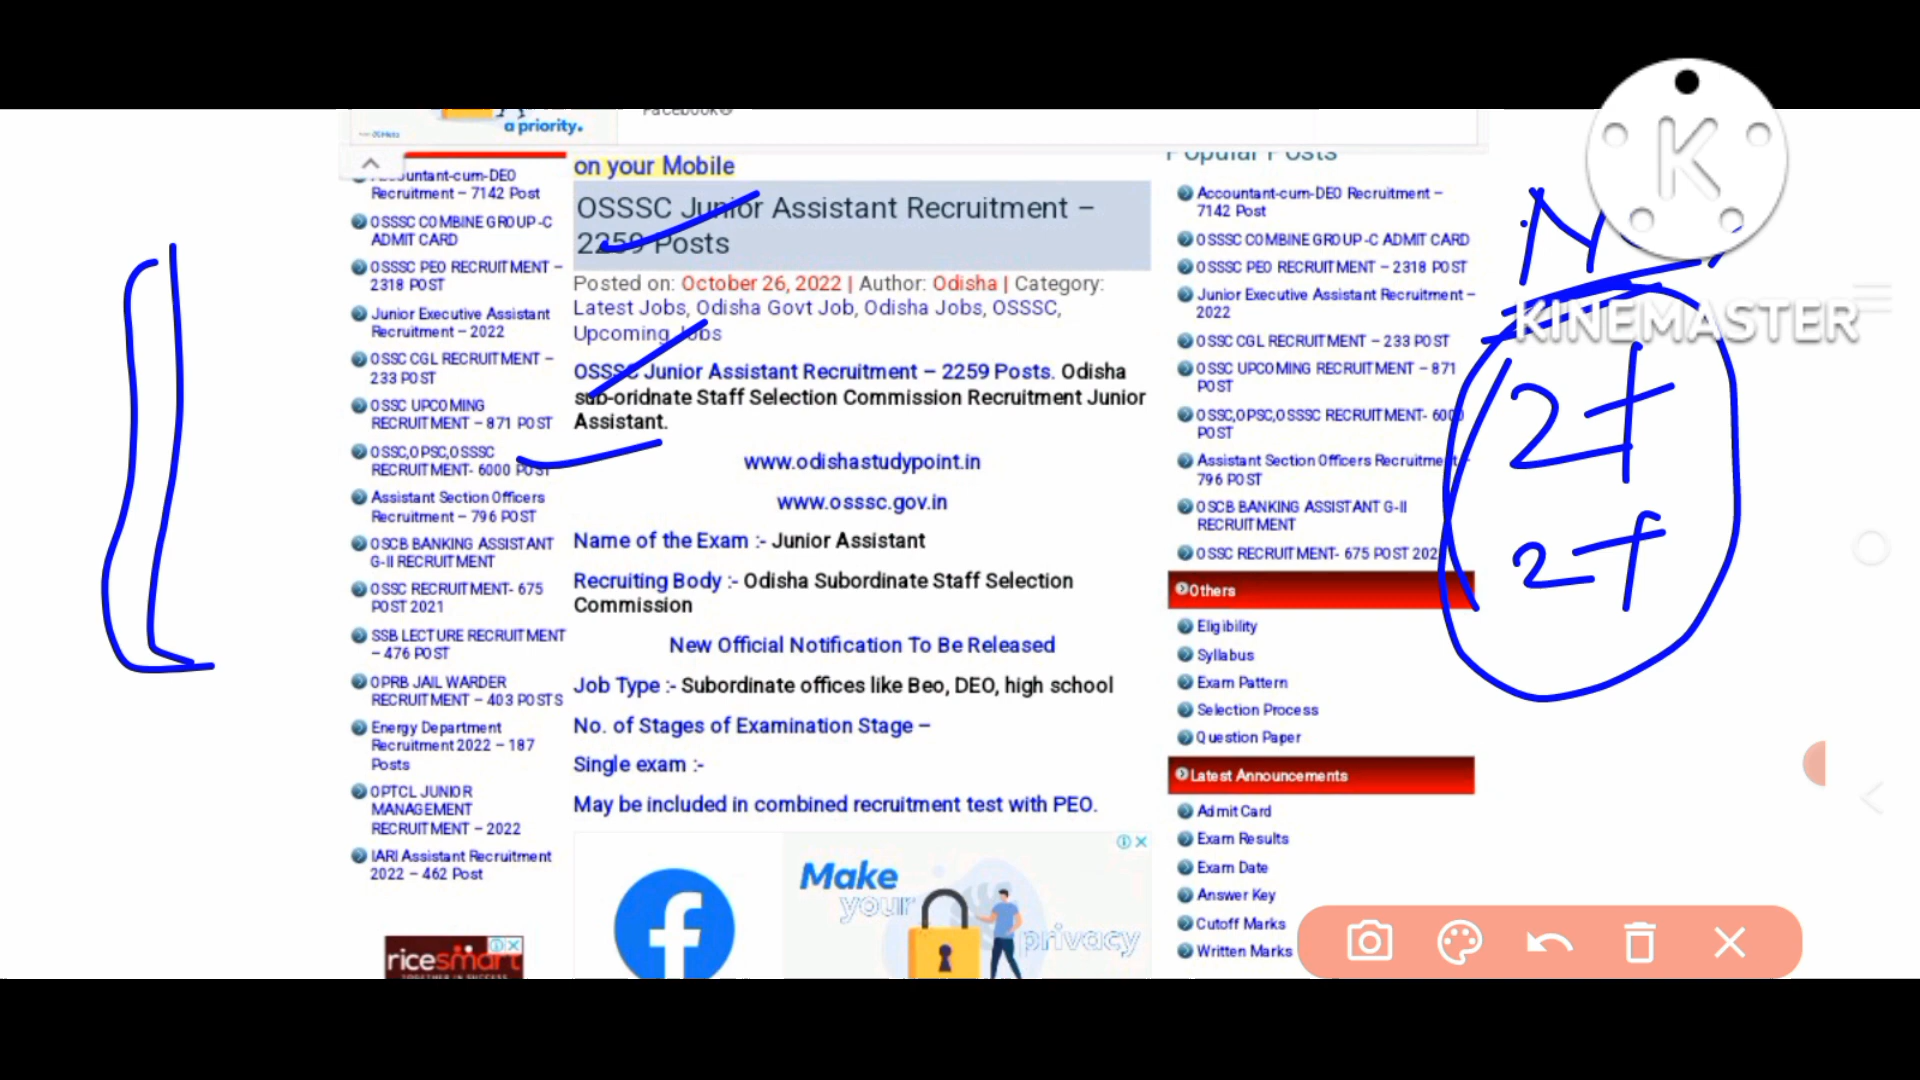 Facebook®
a priority.
on your Mobile
OSSSC Junior Assistant Recruitment –
2259 Posts
Posted on: October 26, 2022 | Author: Odisha | Category:
Latest Jobs, Odisha Govt Job, Odisha Jobs, OSSSC,
Upcoming Jobs
OSSSC Junior Assistant Recruitment – 2259 Posts. Odisha
sub-oridnate Staff Selection Commission Recruitment Junior
Assistant.
www.odishastudypoint.in
www.osssc.gov.in
Name of the Exam :- Junior Assistant
Recruiting Body :- Odisha Subordinate Staff Selection
Commission
New Official Notification To Be Released
Job Type :- Subordinate offices like Beo, DEO, high school
No. of Stages of Examination Stage –
Single exam :-
May be included in combined recruitment test with PEO.
Make
your
privacy
Accountant-cum-DEO
Recruitment – 7142 Post
OSSSC COMBINE GROUP-C
ADMIT CARD
OSSSC PEO RECRUITMENT –
2318 POST
Junior Executive Assistant
Recruitment – 2022
OSSC CGL RECRUITMENT –
233 POST
OSSC UPCOMING
RECRUITMENT – 871 POST
OSSC,OPSC,OSSSC
RECRUITMENT- 6000 POST
Assistant Section Officers
Recruitment – 796 POST
OSCB BANKING ASSISTANT
G-II RECRUITMENT
OSSC RECRUITMENT- 675
POST 2021
SSB LECTURE RECRUITMENT
– 476 POST
OPRB JAIL WARDER
RECRUITMENT – 403 POSTS
Energy Department
Recruitment 2022 – 187
Posts
OPTCL JUNIOR
MANAGEMENT
RECRUITMENT – 2022
IARI Assistant Recruitment
2022 – 462 Post
ricesmart
TOGETHER IN SUCCESS
Popular Posts
Accountant-cum-DEO Recruitment –
7142 Post
OSSSC COMBINE GROUP-C ADMIT CARD
OSSSC PEO RECRUITMENT – 2318 POST
Junior Executive Assistant Recruitment –
2022
OSSC CGL RECRUITMENT – 233 POST
OSSC UPCOMING RECRUITMENT – 871
POST
OSSC,OPSC,OSSSC RECRUITMENT- 6000
POST
Assistant Section Officers Recruitment –
796 POST
OSCB BANKING ASSISTANT G-II
RECRUITMENT
OSSC RECRUITMENT- 675 POST 202
Others
Eligibility
Syllabus
Exam Pattern
Selection Process
Question Paper
Latest Announcements
Admit Card
Exam Results
Exam Date
Answer Key
Cutoff Marks
Written Marks
K
KINEMASTER